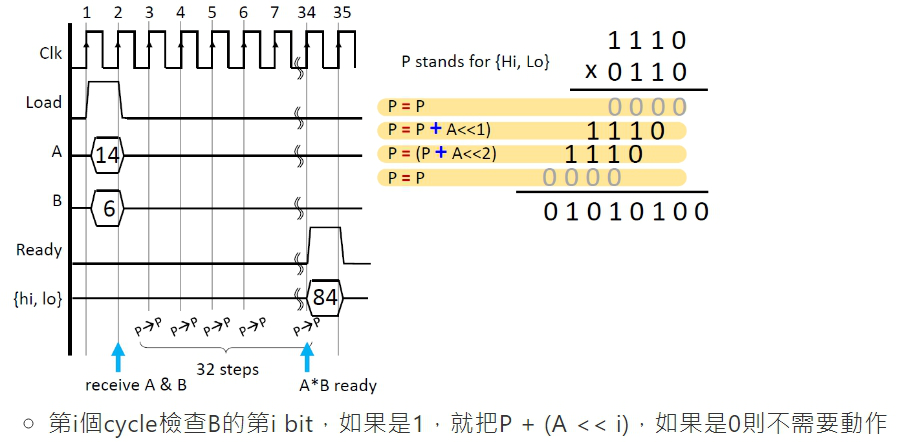 1 2 3 4 5 6 7 34 35
Clk
Load
A 14
B 6
Ready
{hi, lo} 84
P→P P→P P→P P→P P→P
32 steps
receive A & B
A*B ready
P stands for {Hi, Lo}
1110
x 0110
P = P 0000
P = P + A<<1) 1110
P = (P + A<<2) 1110
P = P 0000
01010100
第i個cycle檢查B的第i bit，如果是1，就把P + (A << i)，如果是0則不需要動作